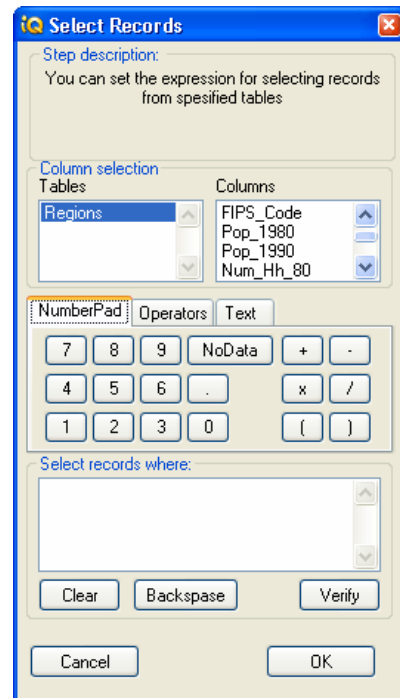 iQ Select Records
Step description:
You can set the expression for selecting records
from spesified tables
Column selection
Tables
Columns
Regions
FIPS_Code
Pop_1980
Pop_1990
Num_Hh_80
NumberPad Operators Text
7 8 9 NoData + -
4 5 6 . x /
1 2 3 0 ( )
Select records where:
Clear Backspase Verify
Cancel OK